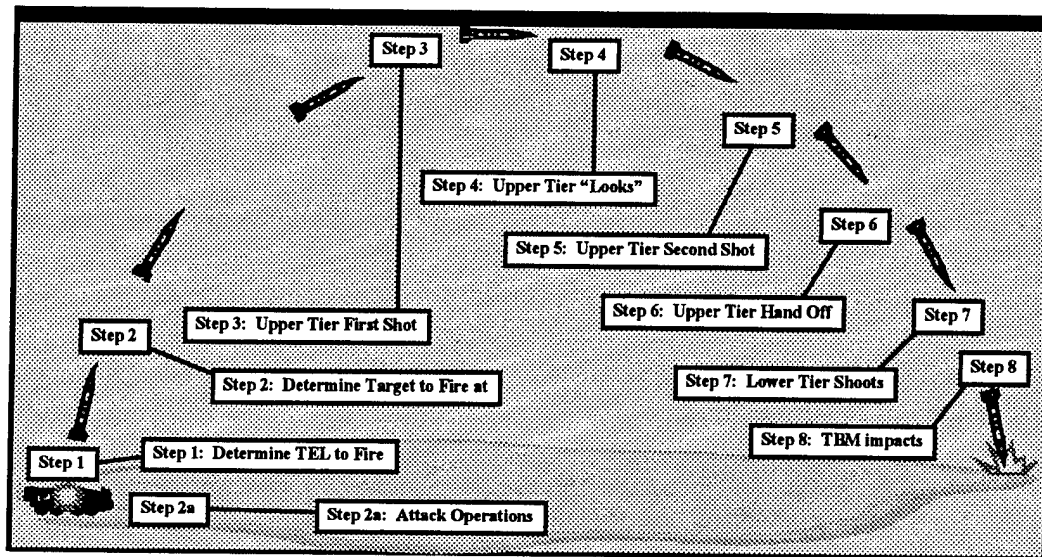 Step 3
Step 4
Step 5
Step 4: Upper Tier “Looks”
Step 6
Step 5: Upper Tier Second Shot
Step 6: Upper Tier Hand Off
Step 7
Step 3: Upper Tier First Shot
Step 2
Step 8
Step 2: Determine Target to Fire at
Step 7: Lower Tier Shoots
Step 8: TBM impacts
Step 1
Step 1: Determine TEL to Fire
Step 2a
Step 2a: Attack Operations